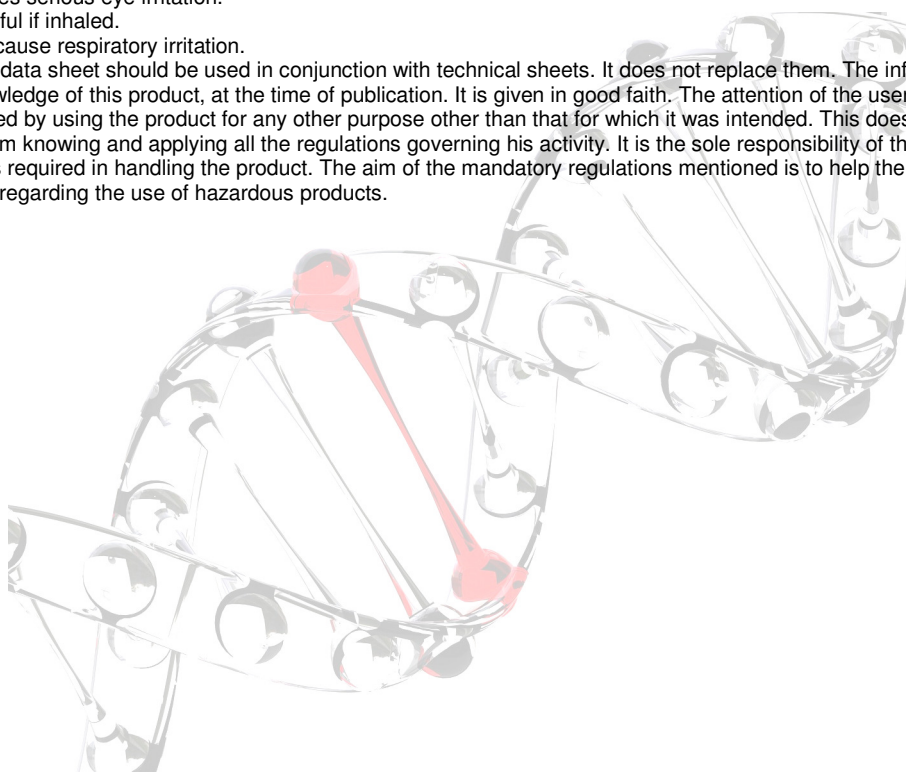 es serious eye irritation.
ful if inhaled.
cause respiratory irritation.
data sheet should be used in conjunction with technical sheets. It does not replace them. The inf
wledge of this product, at the time of publication. It is given in good faith. The attention of the user
ed by using the product for any other purpose other than that for which it was intended. This does
m knowing and applying all the regulations governing his activity. It is the sole responsibility of th
s required in handling the product. The aim of the mandatory regulations mentioned is to help the
regarding the use of hazardous products.